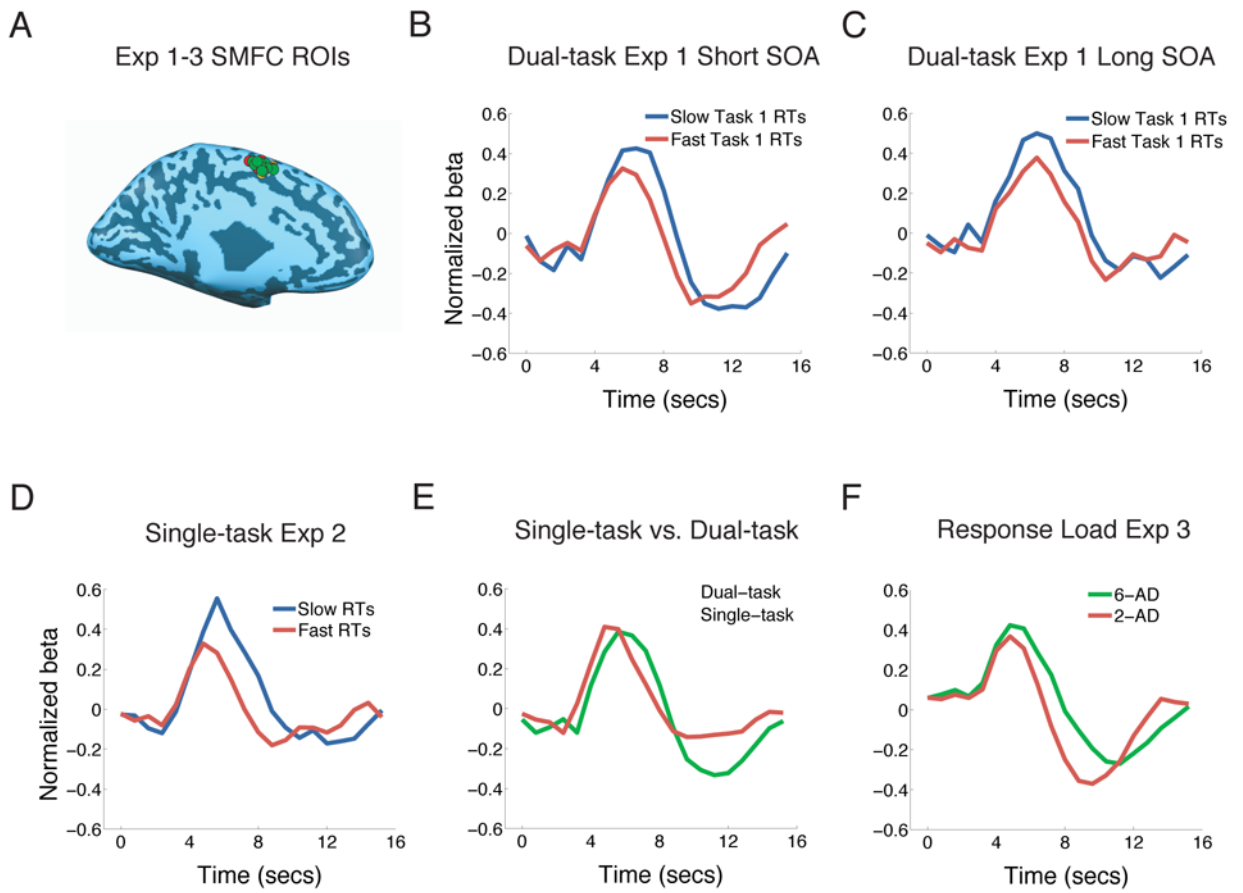 A
Exp 1-3 SMFC ROIs
B
Dual-task Exp 1 Short SOA
Slow Task 1 RTs
Fast Task 1 RTs
Normalized beta
0.6
0.4
0.2
0
−0.2
−0.4
−0.6
0 4 8 12 16
Time (secs)
C
Dual-task Exp 1 Long SOA
Slow Task 1 RTs
Fast Task 1 RTs
0.6
0.4
0.2
0
−0.2
−0.4
−0.6
0 4 8 12 16
Time (secs)
D
Single-task Exp 2
Slow RTs
Fast RTs
Normalized beta
0.6
0.4
0.2
0
−0.2
−0.4
−0.6
0 4 8 12 16
Time (secs)
E
Single-task vs. Dual-task
Dual−task
Single−task
0.6
0.4
0.2
0
−0.2
−0.4
−0.6
0 4 8 12 16
Time (secs)
F
Response Load Exp 3
6−AD
2−AD
0.6
0.4
0.2
0
−0.2
−0.4
−0.6
0 4 8 12 16
Time (secs)